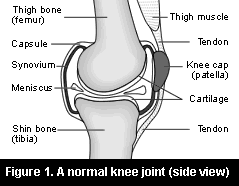 Thigh bone
(femur)
Capsule
Synovium
Meniscus
Shin bone
(tibia)
Thigh muscle
Tendon
Knee cap
(patella)
Cartilage
Tendon
Figure 1. A normal knee joint (side view)